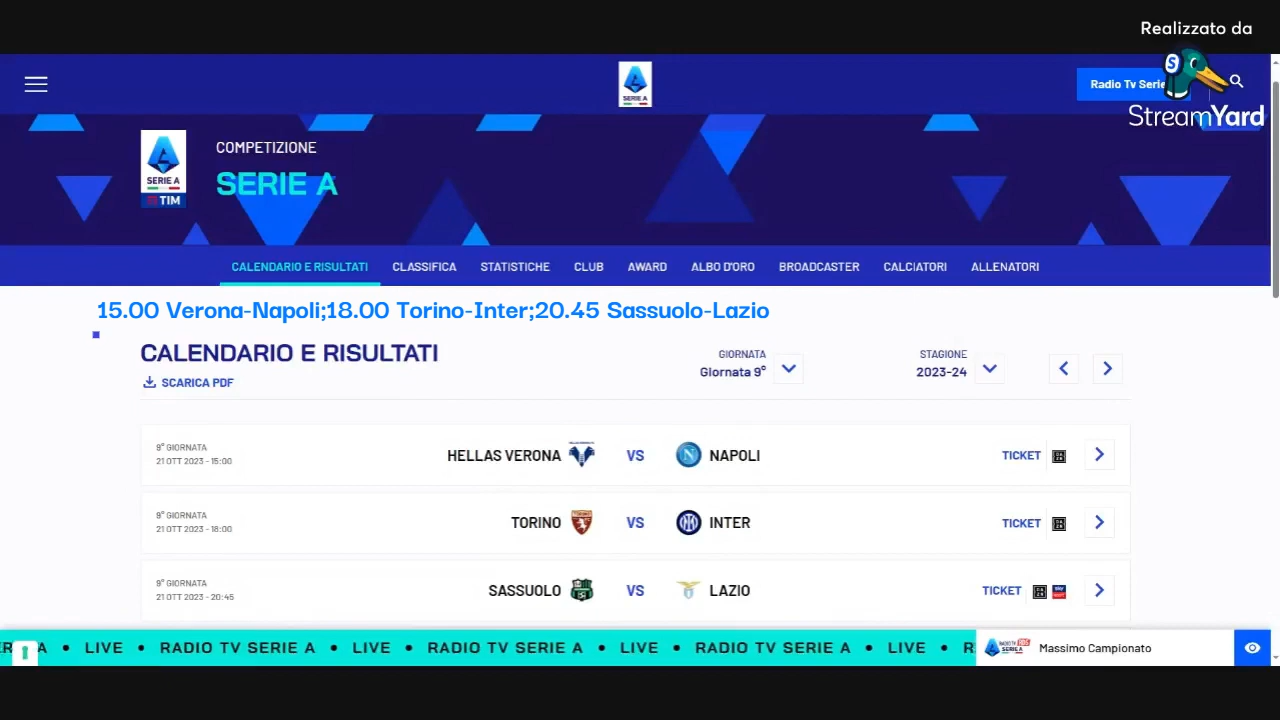 Realizzato da
StreamYard
SERIE A
Radio Tv Serie
SERIE A
TIM
COMPETIZIONE
SERIE A
CALENDARIO E RISULTATI CLASSIFICA STATISTICHE CLUB AWARD ALBO D'ORO BROADCASTER CALCIATORI ALLENATORI
15.00 Verona-Napoli;18.00 Torino-Inter;20.45 Sassuolo-Lazio
CALENDARIO E RISULTATI
SCARICA PDF
GIORNATA
Giornata 9°
STAGIONE
2023-24
9° GIORNATA
21 OTT 2023 - 15:00
HELLAS VERONA VS NAPOLI TICKET
9° GIORNATA
21 OTT 2023 - 18:00
TORINO VS INTER TICKET
9° GIORNATA
21 OTT 2023 - 20:45
SASSUOLO VS LAZIO TICKET sky
A • LIVE • RADIO TV SERIE A • LIVE • RADIO TV SERIE A • LIVE • RADIO TV SERIE A • LIVE •
SERIE A
Massimo Campionato